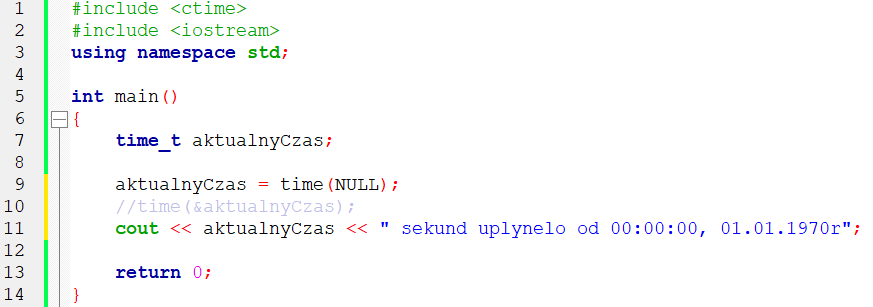 1 #include <ctime>
2 #include <iostream>
3 using namespace std;
4
5 int main()
6 {
7 time_t aktualnyCzas;
8
9 aktualnyCzas = time(NULL);
10 //time(&aktualnyCzas);
11 cout << aktualnyCzas << " sekund uplynelo od 00:00:00, 01.01.1970r";
12
13 return 0;
14 }